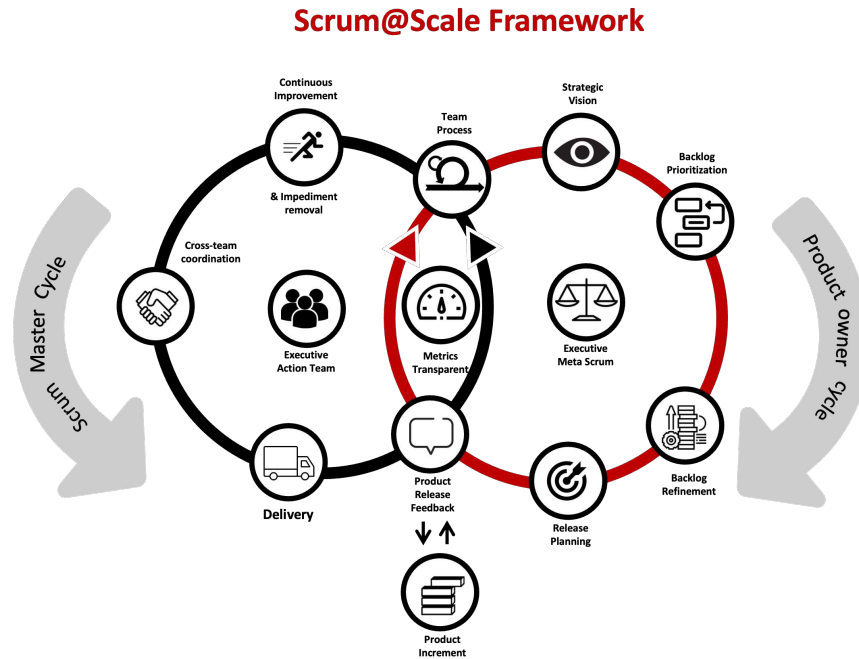 Scrum@Scale Framework
Continuous
Improvement
& Impediment
removal
Team
Process
Strategic
Vision
Backlog
Prioritization
Cross-team
coordination
Scrum Master Cycle
Product owner cycle
Executive
Action Team
Metrics
Transparent
Executive
Meta Scrum
Delivery
Product
Release
Feedback
Release
Planning
Backlog
Refinement
Product
Increment